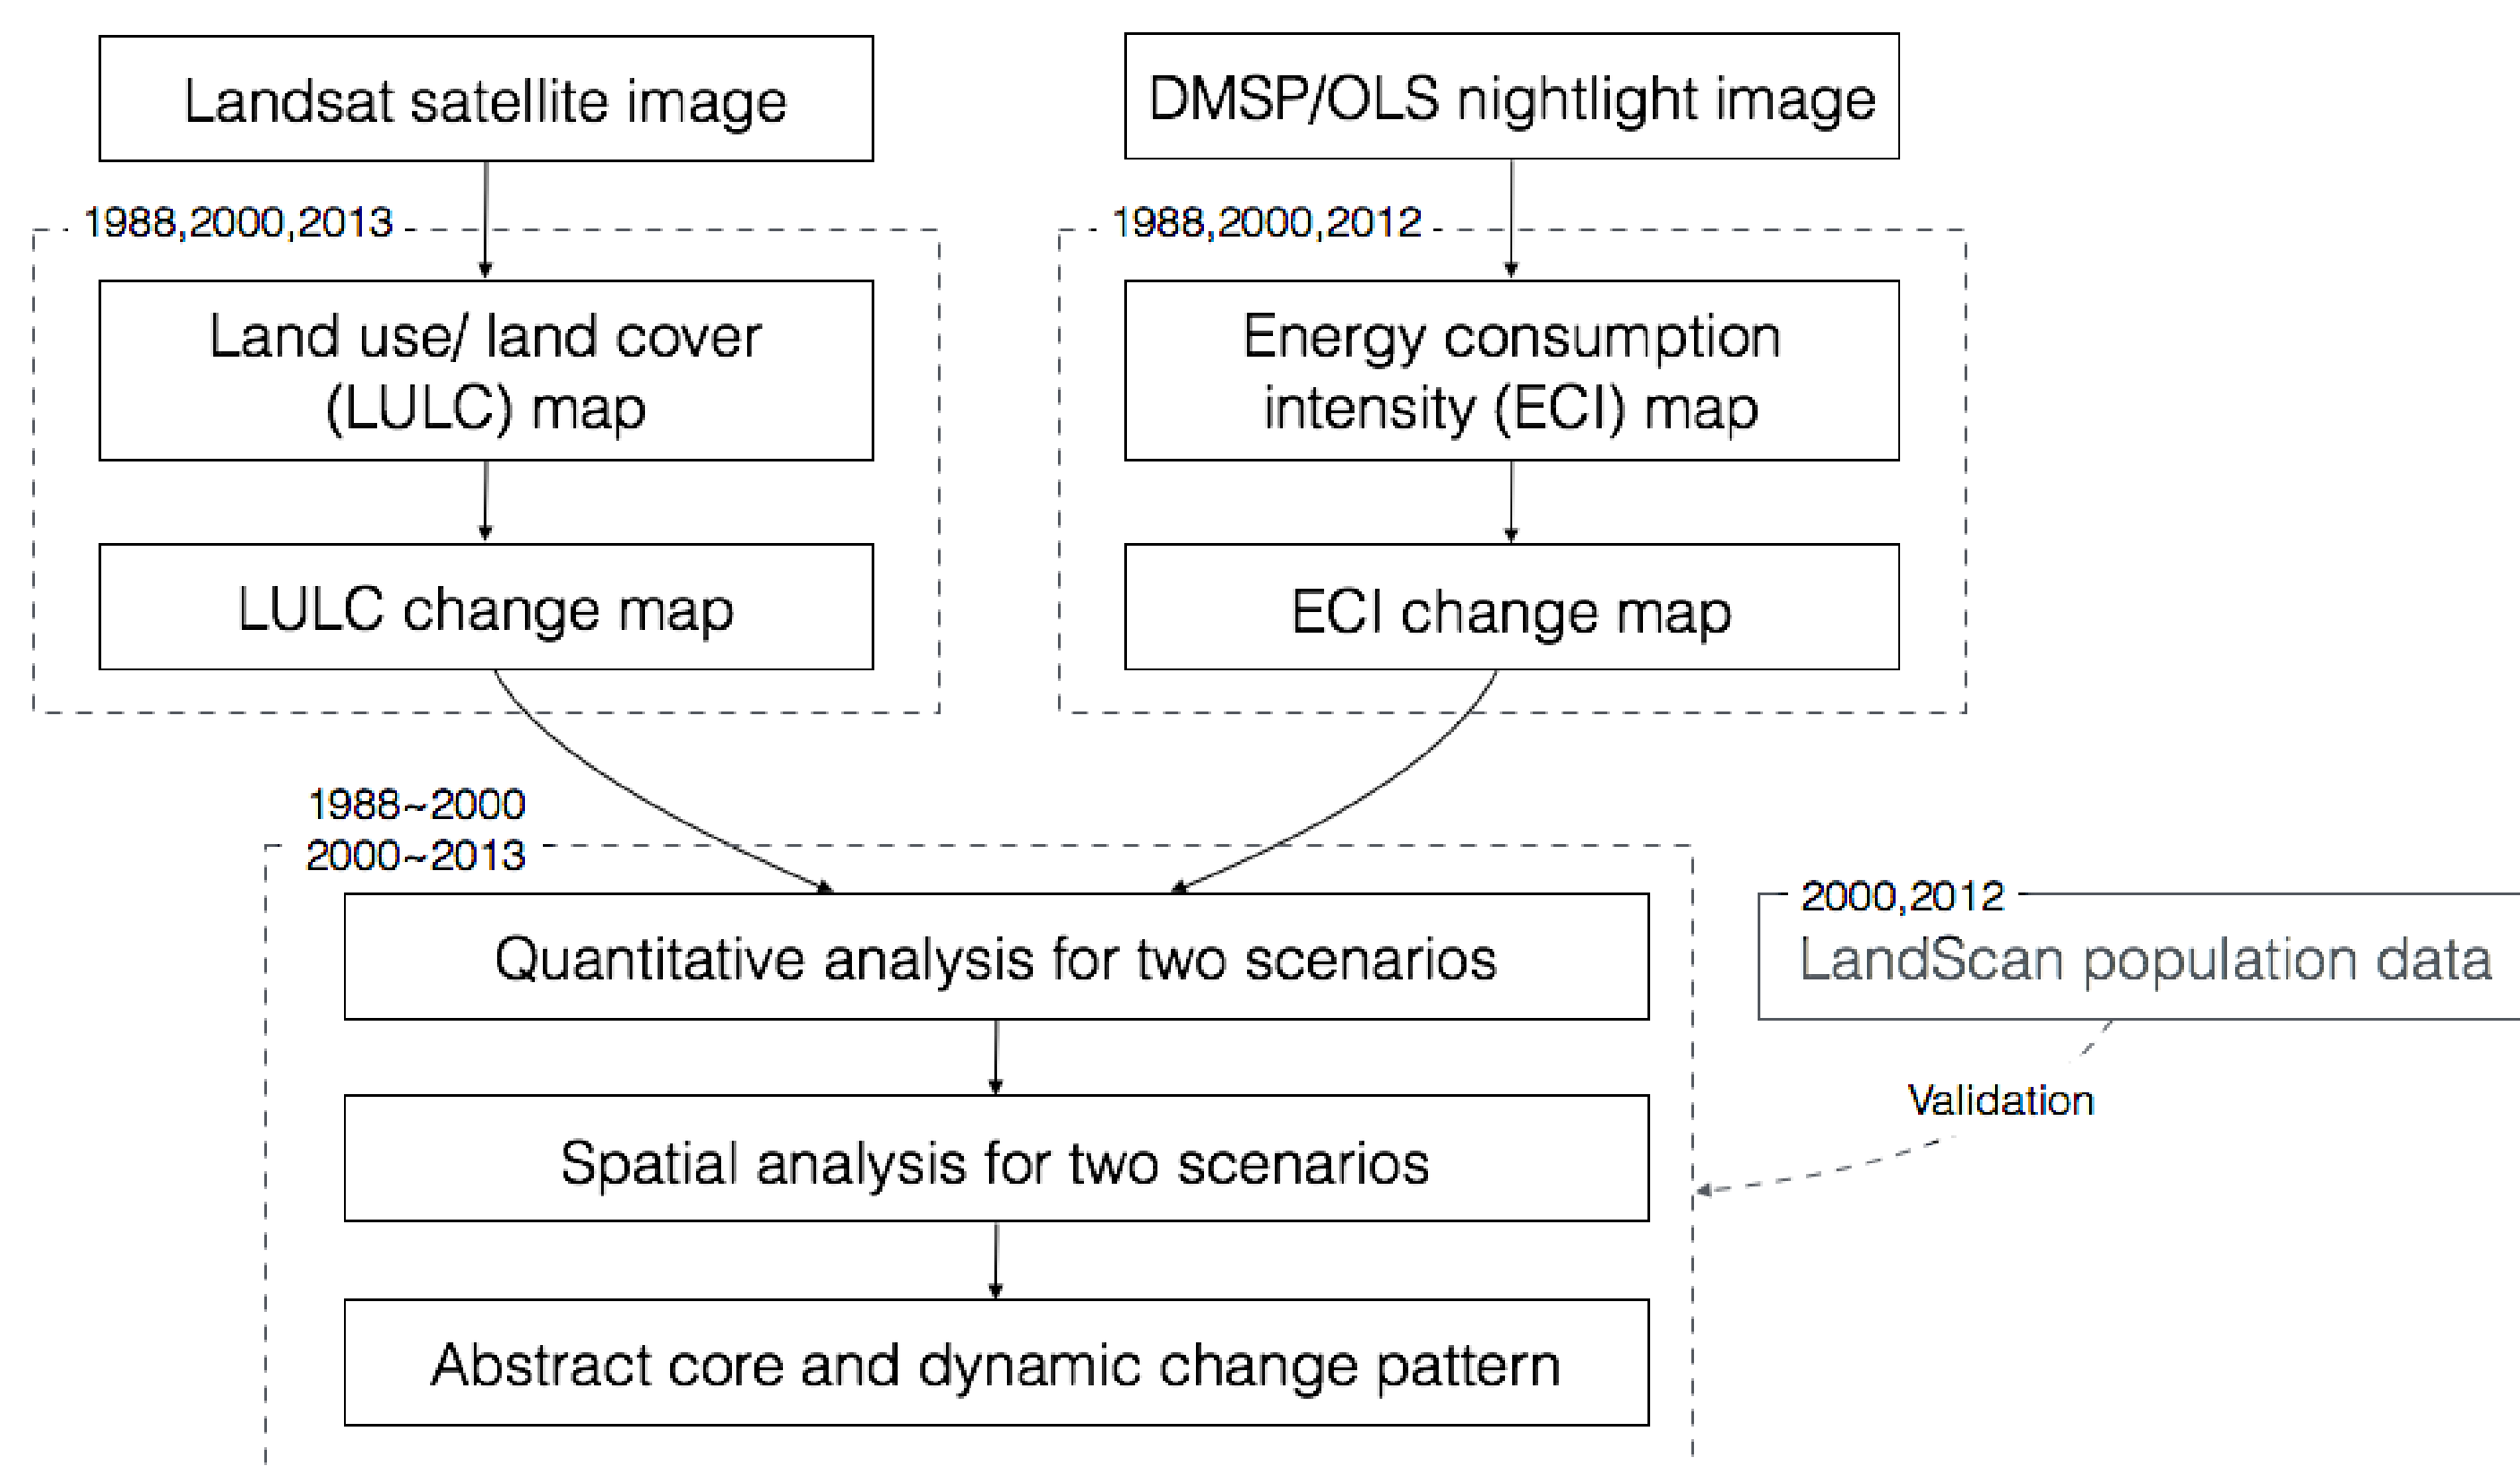 Landsat satellite image
DMSP/OLS nightlight image
1988,2000,2013
1988,2000,2012
Land use/ land cover
(LULC) map
Energy consumption
intensity (ECI) map
LULC change map
ECI change map
1988~2000
2000~2013
Quantitative analysis for two scenarios
2000,2012
LandScan population data
Validation
Spatial analysis for two scenarios
Abstract core and dynamic change pattern